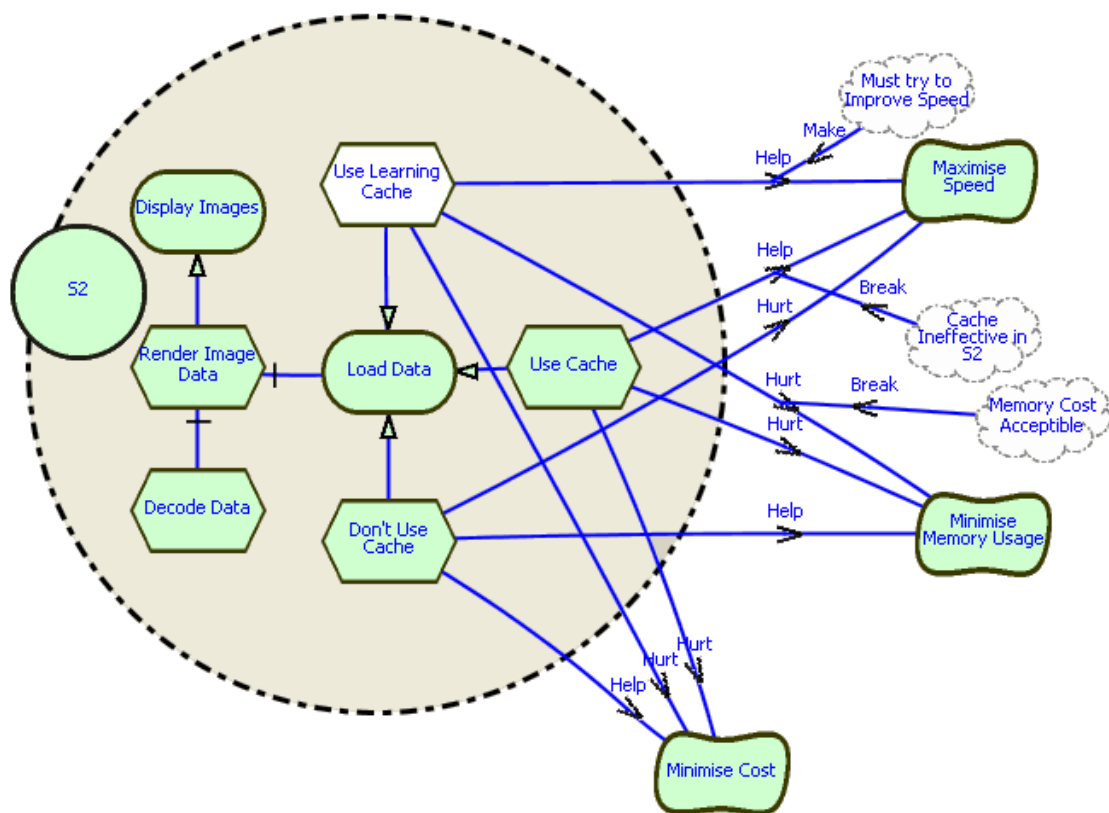 Must try to
Improve Speed
Make
Help
Use Learning
Cache
Maximise
Speed
Display Images
Help
S2
Hurt
Break
Cache
Ineffective in
S2
Render Image
Data
Load Data
Use Cache
Hurt
Break
Memory Cost
Acceptible
Hurt
Decode Data
Don't Use
Cache
Help
Minimise
Memory Usage
Hurt
Hurt
Help
Minimise Cost